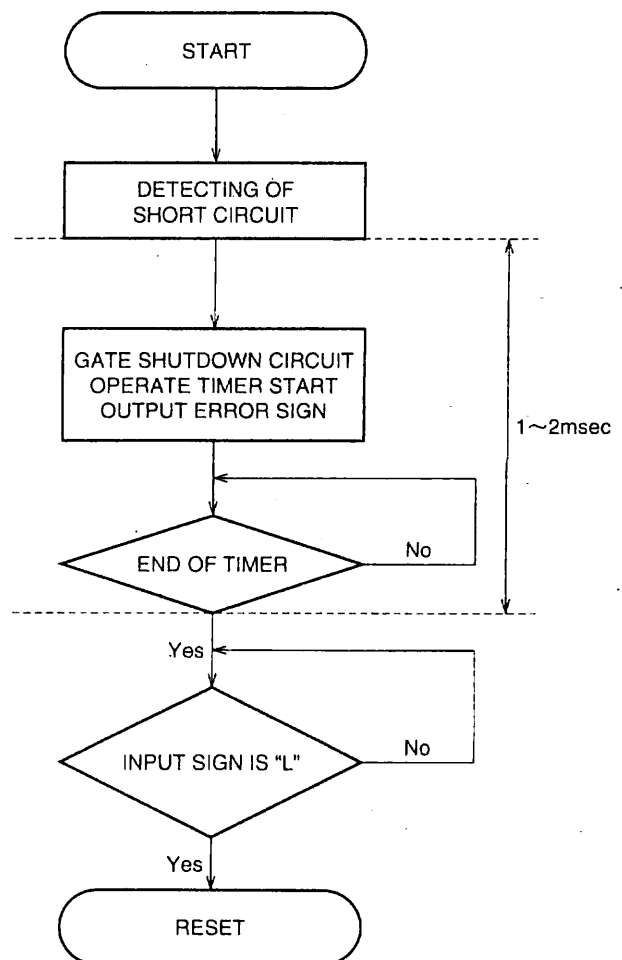 START
DETECTING OF
SHORT CIRCUIT
GATE SHUTDOWN CIRCUIT
OPERATE TIMER START
OUTPUT ERROR SIGN
1~2msec
END OF TIMER
No
Yes
INPUT SIGN IS “L”
No
Yes
RESET